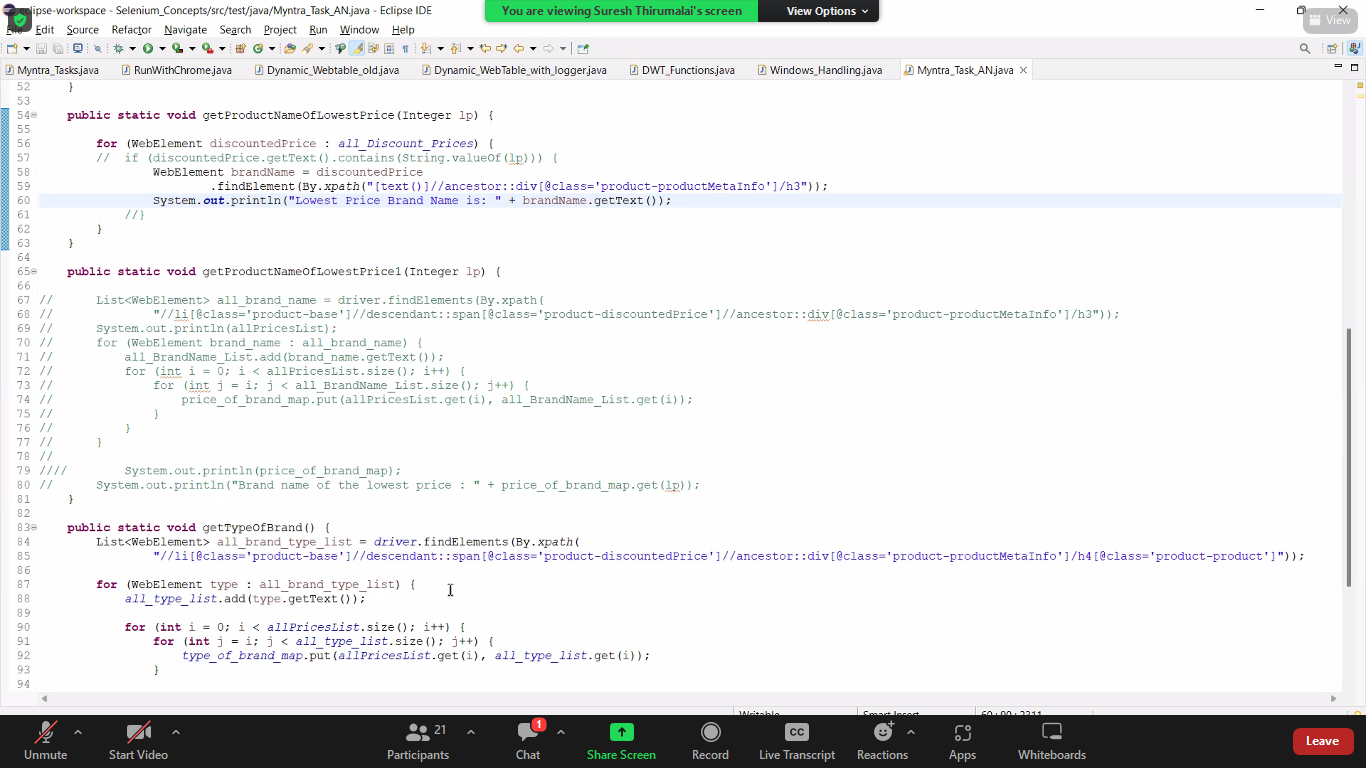 eclipse-workspace - Selenium_Concepts/src/test/java/Myntra_Task_AN.java - Eclipse IDE
You are viewing Suresh Thirumalai's screen
View Options
View
File Edit Source Refactor Navigate Search Project Run Window Help
Myntra_Tasks.java RunWithChrome.java Dynamic_Webtable_old.java Dynamic_WebTable_with_logger.java DWT_Functions.java Windows_Handling.java Myntra_Task_AN.java
52 }
53
54 public static void getProductNameOfLowestPrice(Integer lp) {
55
56 for (WebElement discountedPrice : all_Discount_Prices) {
57 // if (discountedPrice.getText().contains(String.valueOf(lp))) {
58 WebElement brandName = discountedPrice
59 .findElement(By.xpath("[text()]//ancestor::div[@class='product-productMetaInfo']/h3"));
60 System.out.println("Lowest Price Brand Name is: " + brandName.getText());
61 //}
62 }
63 }
64
65 public static void getProductNameOfLowestPrice1(Integer lp) {
66
67 // List<WebElement> all_brand_name = driver.findElements(By.xpath(
68 // "//li[@class='product-base']//descendant::span[@class='product-discountedPrice']//ancestor::div[@class='product-productMetaInfo']/h3"));
69 // System.out.println(allPricesList);
70 // for (WebElement brand_name : all_brand_name) {
71 // all_BrandName_List.add(brand_name.getText());
72 // for (int i = 0; i < allPricesList.size(); i++) {
73 // for (int j = i; j < all_BrandName_List.size(); j++) {
74 // price_of_brand_map.put(allPricesList.get(i), all_BrandName_List.get(i));
75 // }
76 // }
77 // }
78 //
79 //// System.out.println(price_of_brand_map);
80 // System.out.println("Brand name of the lowest price : " + price_of_brand_map.get(lp));
81 }
82
83 public static void getTypeOfBrand() {
84 List<WebElement> all_brand_type_list = driver.findElements(By.xpath(
85 "//li[@class='product-base']//descendant::span[@class='product-discountedPrice']//ancestor::div[@class='product-productMetaInfo']/h4[@class='product-product']"));
86
87 for (WebElement type : all_brand_type_list) {
88 all_type_list.add(type.getText());
89
90 for (int i = 0; i < allPricesList.size(); i++) {
91 for (int j = i; j < all_type_list.size(); j++) {
92 type_of_brand_map.put(allPricesList.get(i), all_type_list.get(i));
93 }
94
Writable Smart Insert 60 : 89 : 2311
Unmute Start Video Participants 21 Chat 1 Share Screen Record CC Live Transcript Reactions Apps Whiteboards Leave